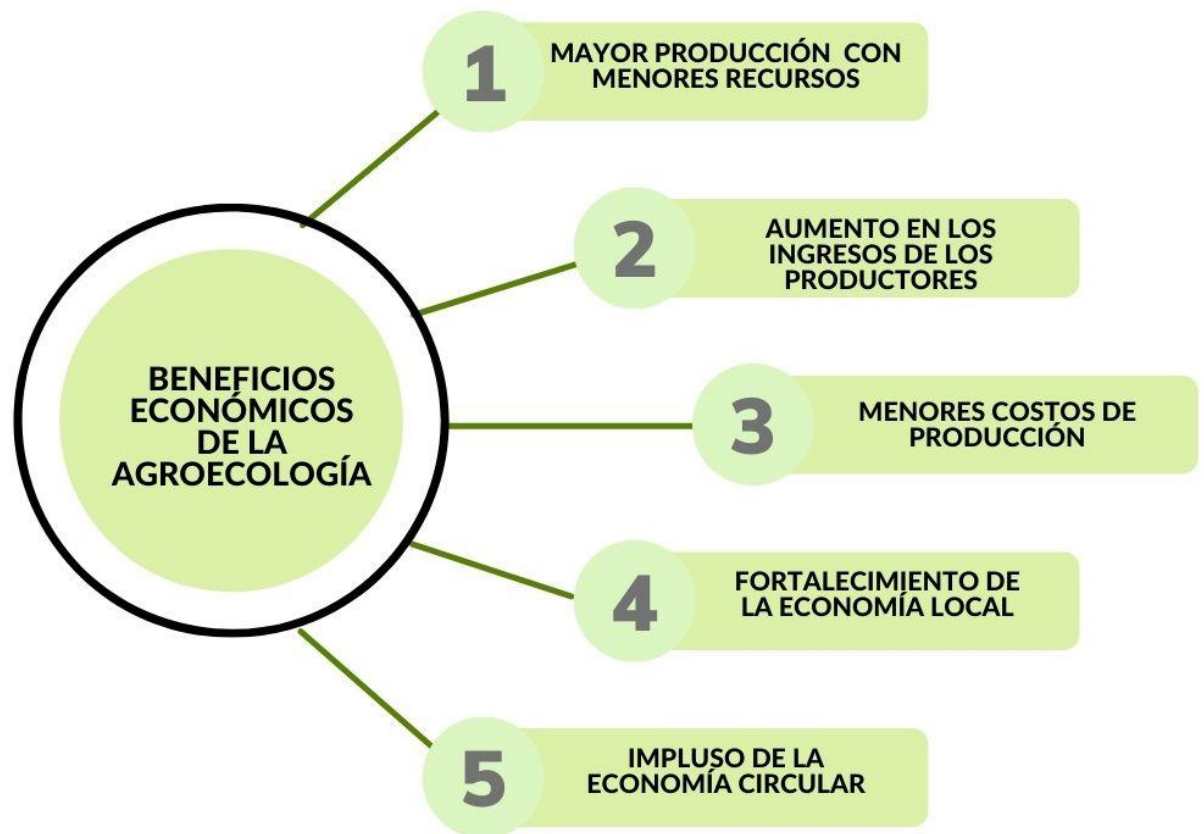 1
MAYOR PRODUCCIÓN CON
MENORES RECURSOS
2
AUMENTO EN LOS
INGRESOS DE LOS
PRODUCTORES
BENEFICIOS
ECONÓMICOS
DE LA
AGROECOLOGÍA
3
MENORES COSTOS DE
PRODUCCIÓN
4
FORTALECIMIENTO DE
LA ECONOMÍA LOCAL
5
IMPLUSO DE LA
ECONOMÍA CIRCULAR